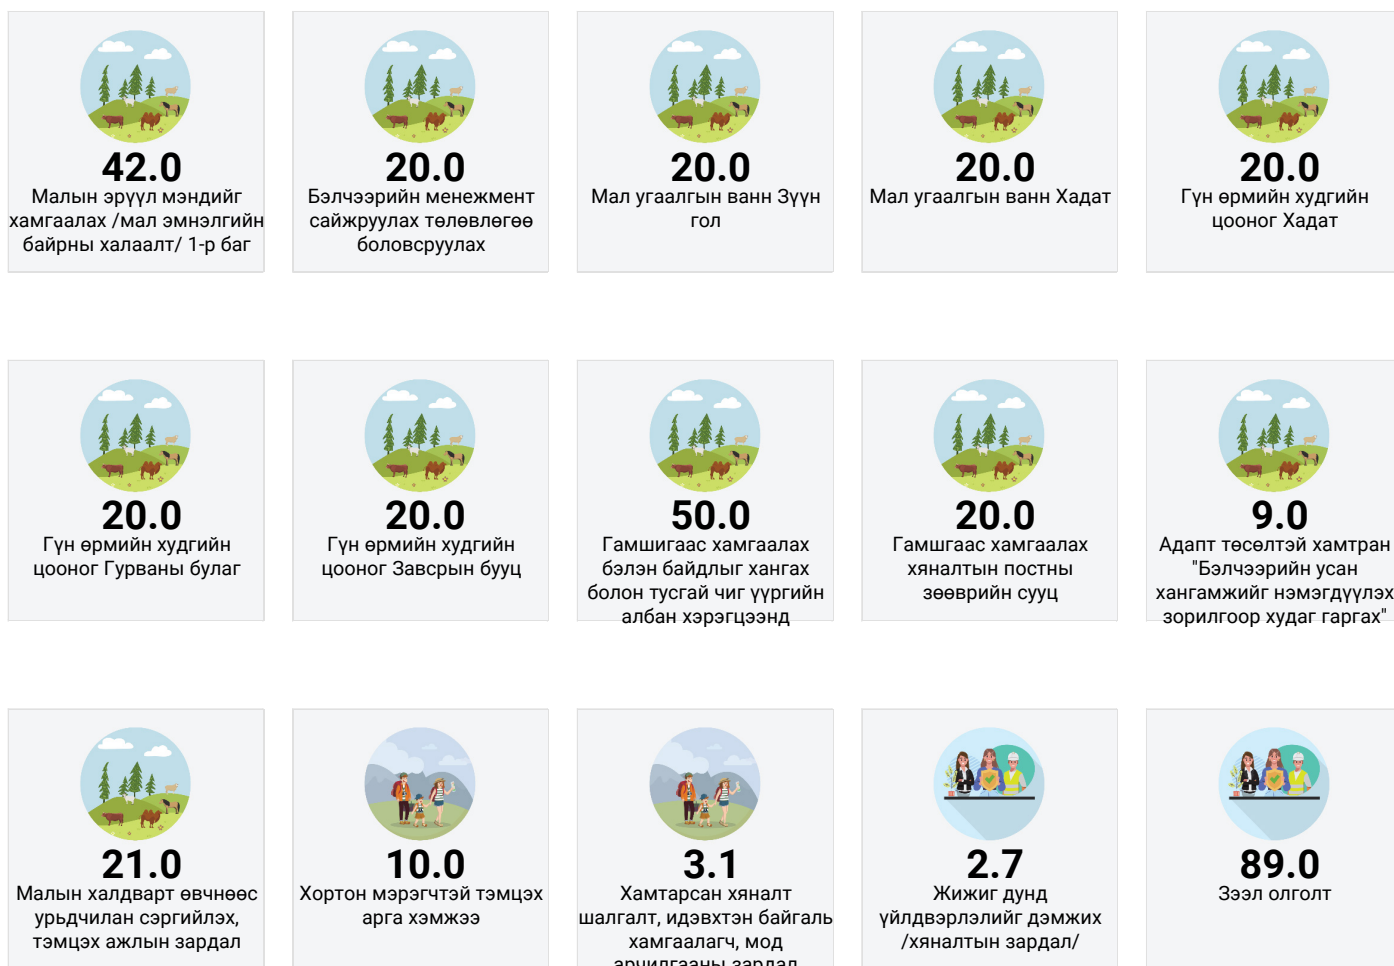 42.0
Малын эрүүл мэндийг
хамгаалах /мал эмнэлгийн
байрны халаалт/ 1-р баг
20.0
Бэлчээрийн менежмент
сайжруулах төлөвлөгөө
боловсруулах
20.0
Мал угаалгын ванн Зүүн
гол
20.0
Мал угаалгын ванн Хадат
20.0
Гүн өрмийн худгийн
цооног Хадат
20.0
Гүн өрмийн худгийн
цооног Гурваны булаг
20.0
Гүн өрмийн худгийн
цооног Завсрын бууц
50.0
Гамшигаас хамгаалах
бэлэн байдлыг хангах
болон тусгай чиг үүргийн
албан хэрэгцээнд
20.0
Гамшгаас хамгаалах
хяналтын постны
зөөврийн сууц
9.0
Адапт төсөлтэй хамтран
"Бэлчээрийн усан
хангамжийг нэмэгдүүлэх
зорилгоор худаг гаргах"
21.0
Малын халдварт өвчнөөс
урьдчилан сэргийлэх,
тэмцэх ажлын зардал
10.0
Хортон мэрэгчтэй тэмцэх
арга хэмжээ
3.1
Хамтарсан хяналт
шалгалт, идэвхтэн байгаль
хамгаалагч, мод
арчилгааны зардал
2.7
Жижиг дунд
үйлдвэрлэлийг дэмжих
/хяналтын зардал/
89.0
Зээл олголт